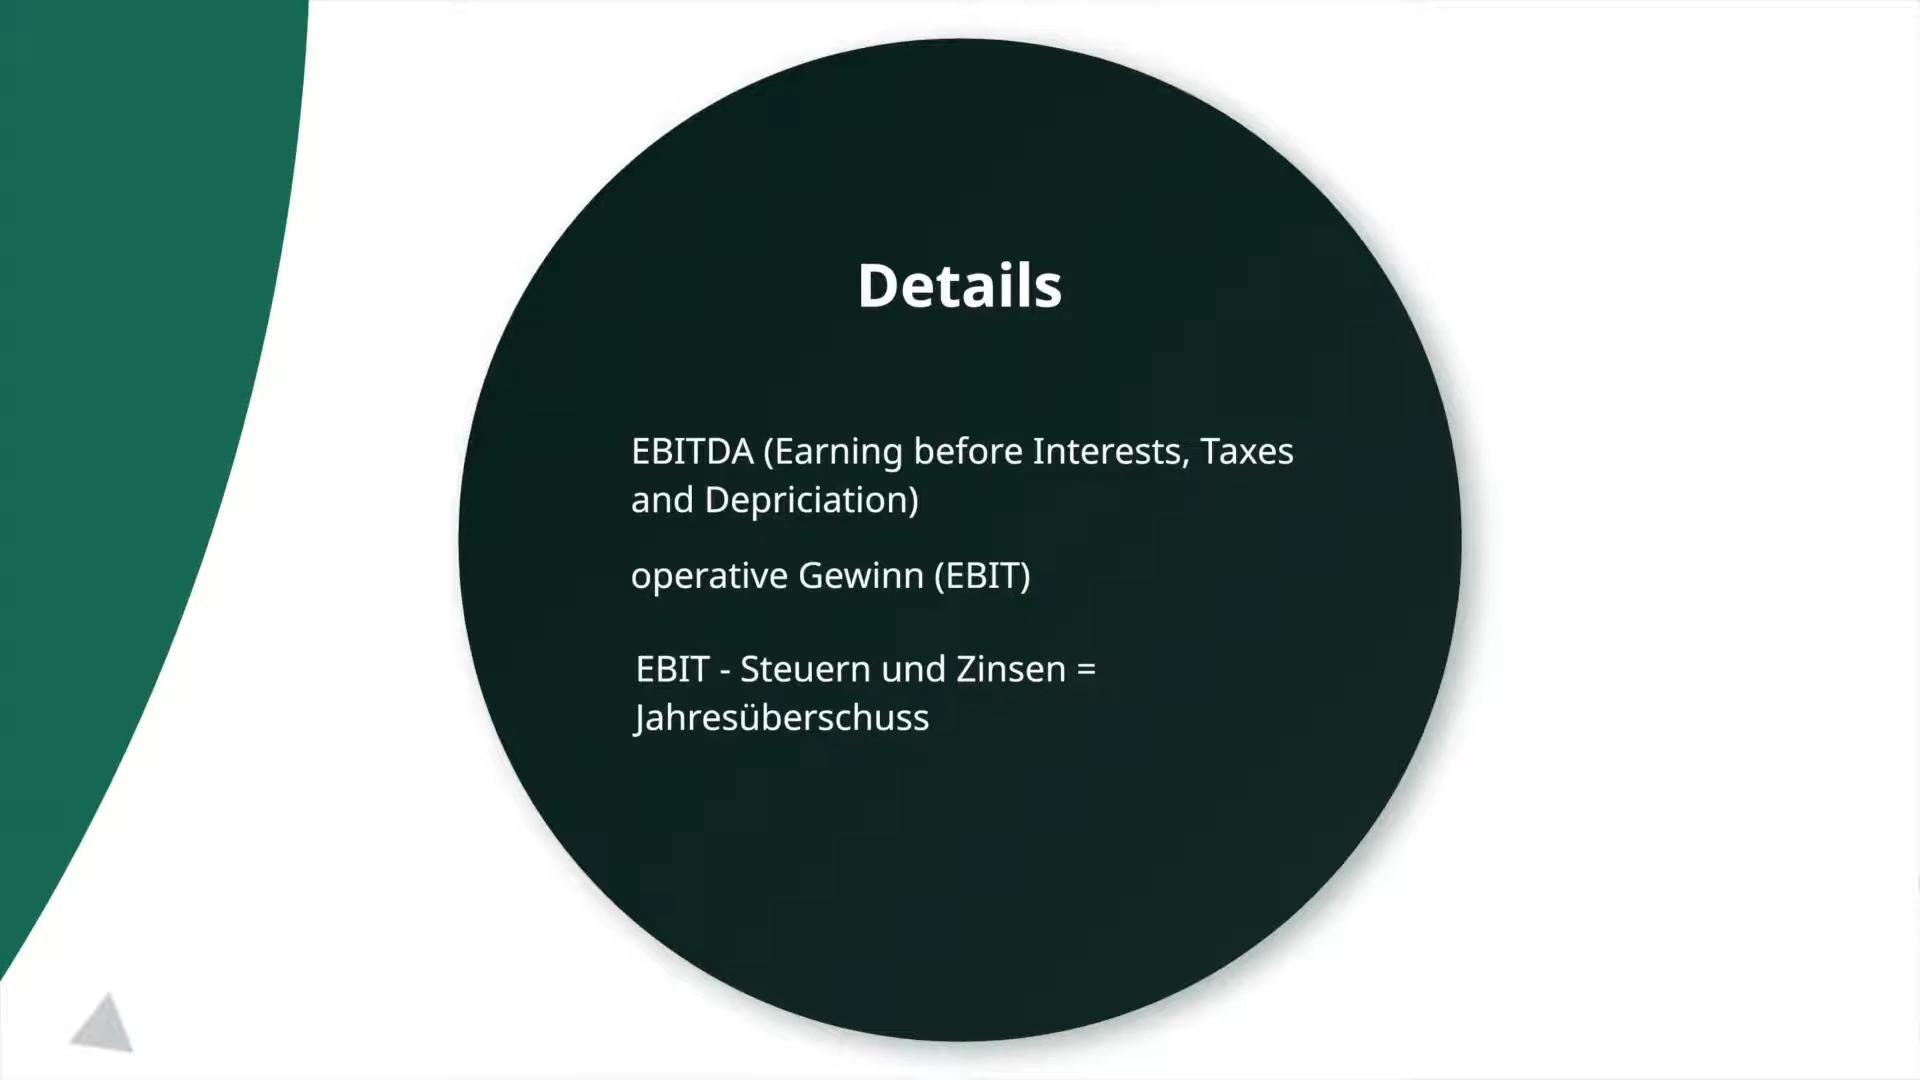 Details
EBITDA (Earning before Interests, Taxes
and Depriciation)
operative Gewinn (EBIT)
EBIT - Steuern und Zinsen =
Jahresüberschuss